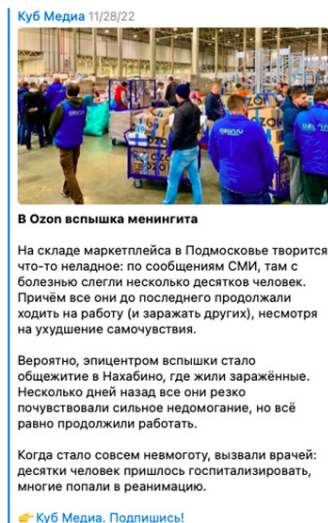 Куб Медиа 11/28/22
OZON
OZON
В Ozon вспышка менингита
На складе маркетплейса в Подмосковье творится
что-то неладное: по сообщениям СМИ, там с
болезнью слегли несколько десятков человек.
Причём все они до последнего продолжали
ходить на работу (и заражать других), несмотря
на ухудшение самочувствия.
Вероятно, эпицентром вспышки стало
общежитие в Нахабино, где жили заражённые.
Несколько дней назад все они резко
почувствовали сильное недомогание, но всё
равно продолжили работать.
Когда стало совсем невмоготу, вызвали врачей:
десятки человек пришлось госпитализировать,
многие попали в реанимацию.
👉Куб Медиа. Подпишись!